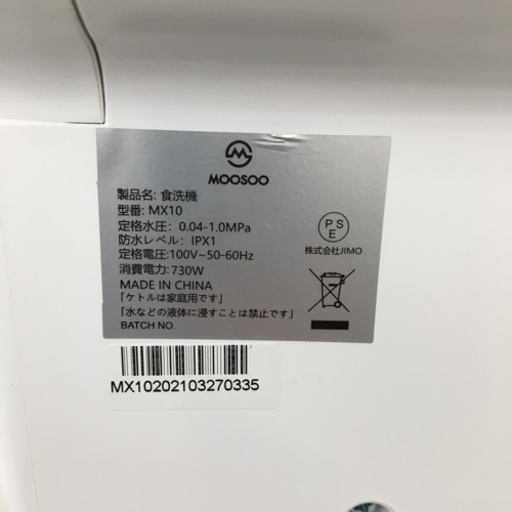 MOOSOO
製品名: 食洗機
型番: MX10
定格水圧: 0.04-1.0MPa
防水レベル: IPX1
定格電圧:100V~50-60Hz
消費電力:730W
MADE IN CHINA
「ケトルは家庭用です」
「水などの液体に浸すことは禁止です」
BATCH NO.
P S
E
株式会社JIMO
MX10202103270335